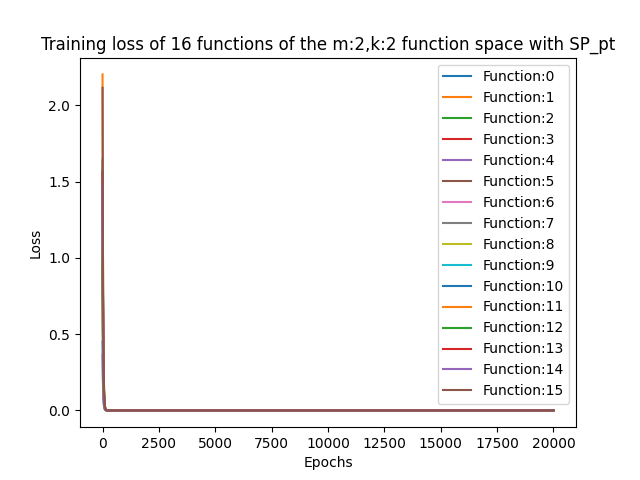 Training loss of 16 functions of the m:2,k:2 function space with SP_pt
Loss
2.0
1.5
1.0
0.5
0.0
Function:0
Function:1
Function:2
Function:3
Function:4
Function:5
Function:6
Function:7
Function:8
Function:9
Function:10
Function:11
Function:12
Function:13
Function:14
Function:15
0 2500 5000 7500 10000 12500 15000 17500 20000
Epochs